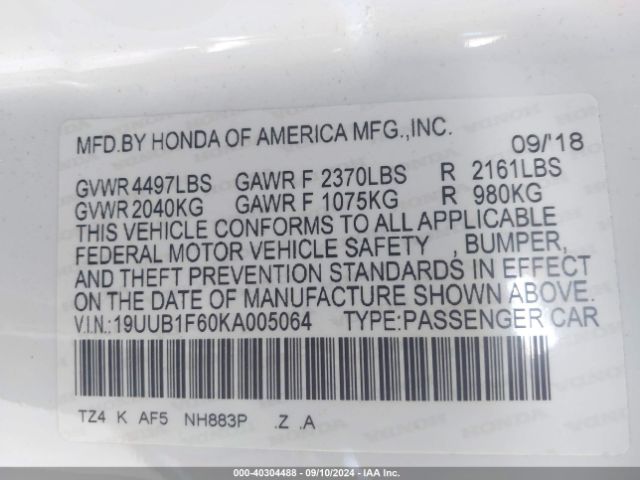 MFD.BY HONDA OF AMERICA MFG.,INC. 09/'18
GVWR 4497LBS GAWR F 2370LBS R 2161LBS
GVWR 2040KG GAWR F 1075KG R 980KG
THIS VEHICLE CONFORMS TO ALL APPLICABLE
FEDERAL MOTOR VEHICLE SAFETY , BUMPER,
AND THEFT PREVENTION STANDARDS IN EFFECT
ON THE DATE OF MANUFACTURE SHOWN ABOVE.
V.I.N.:19UUB1F60KA005064 TYPE:PASSENGER CAR
TZ4 K AF5 NH883P .Z .A
000-40304488 - 09/10/2024 - IAA Inc.